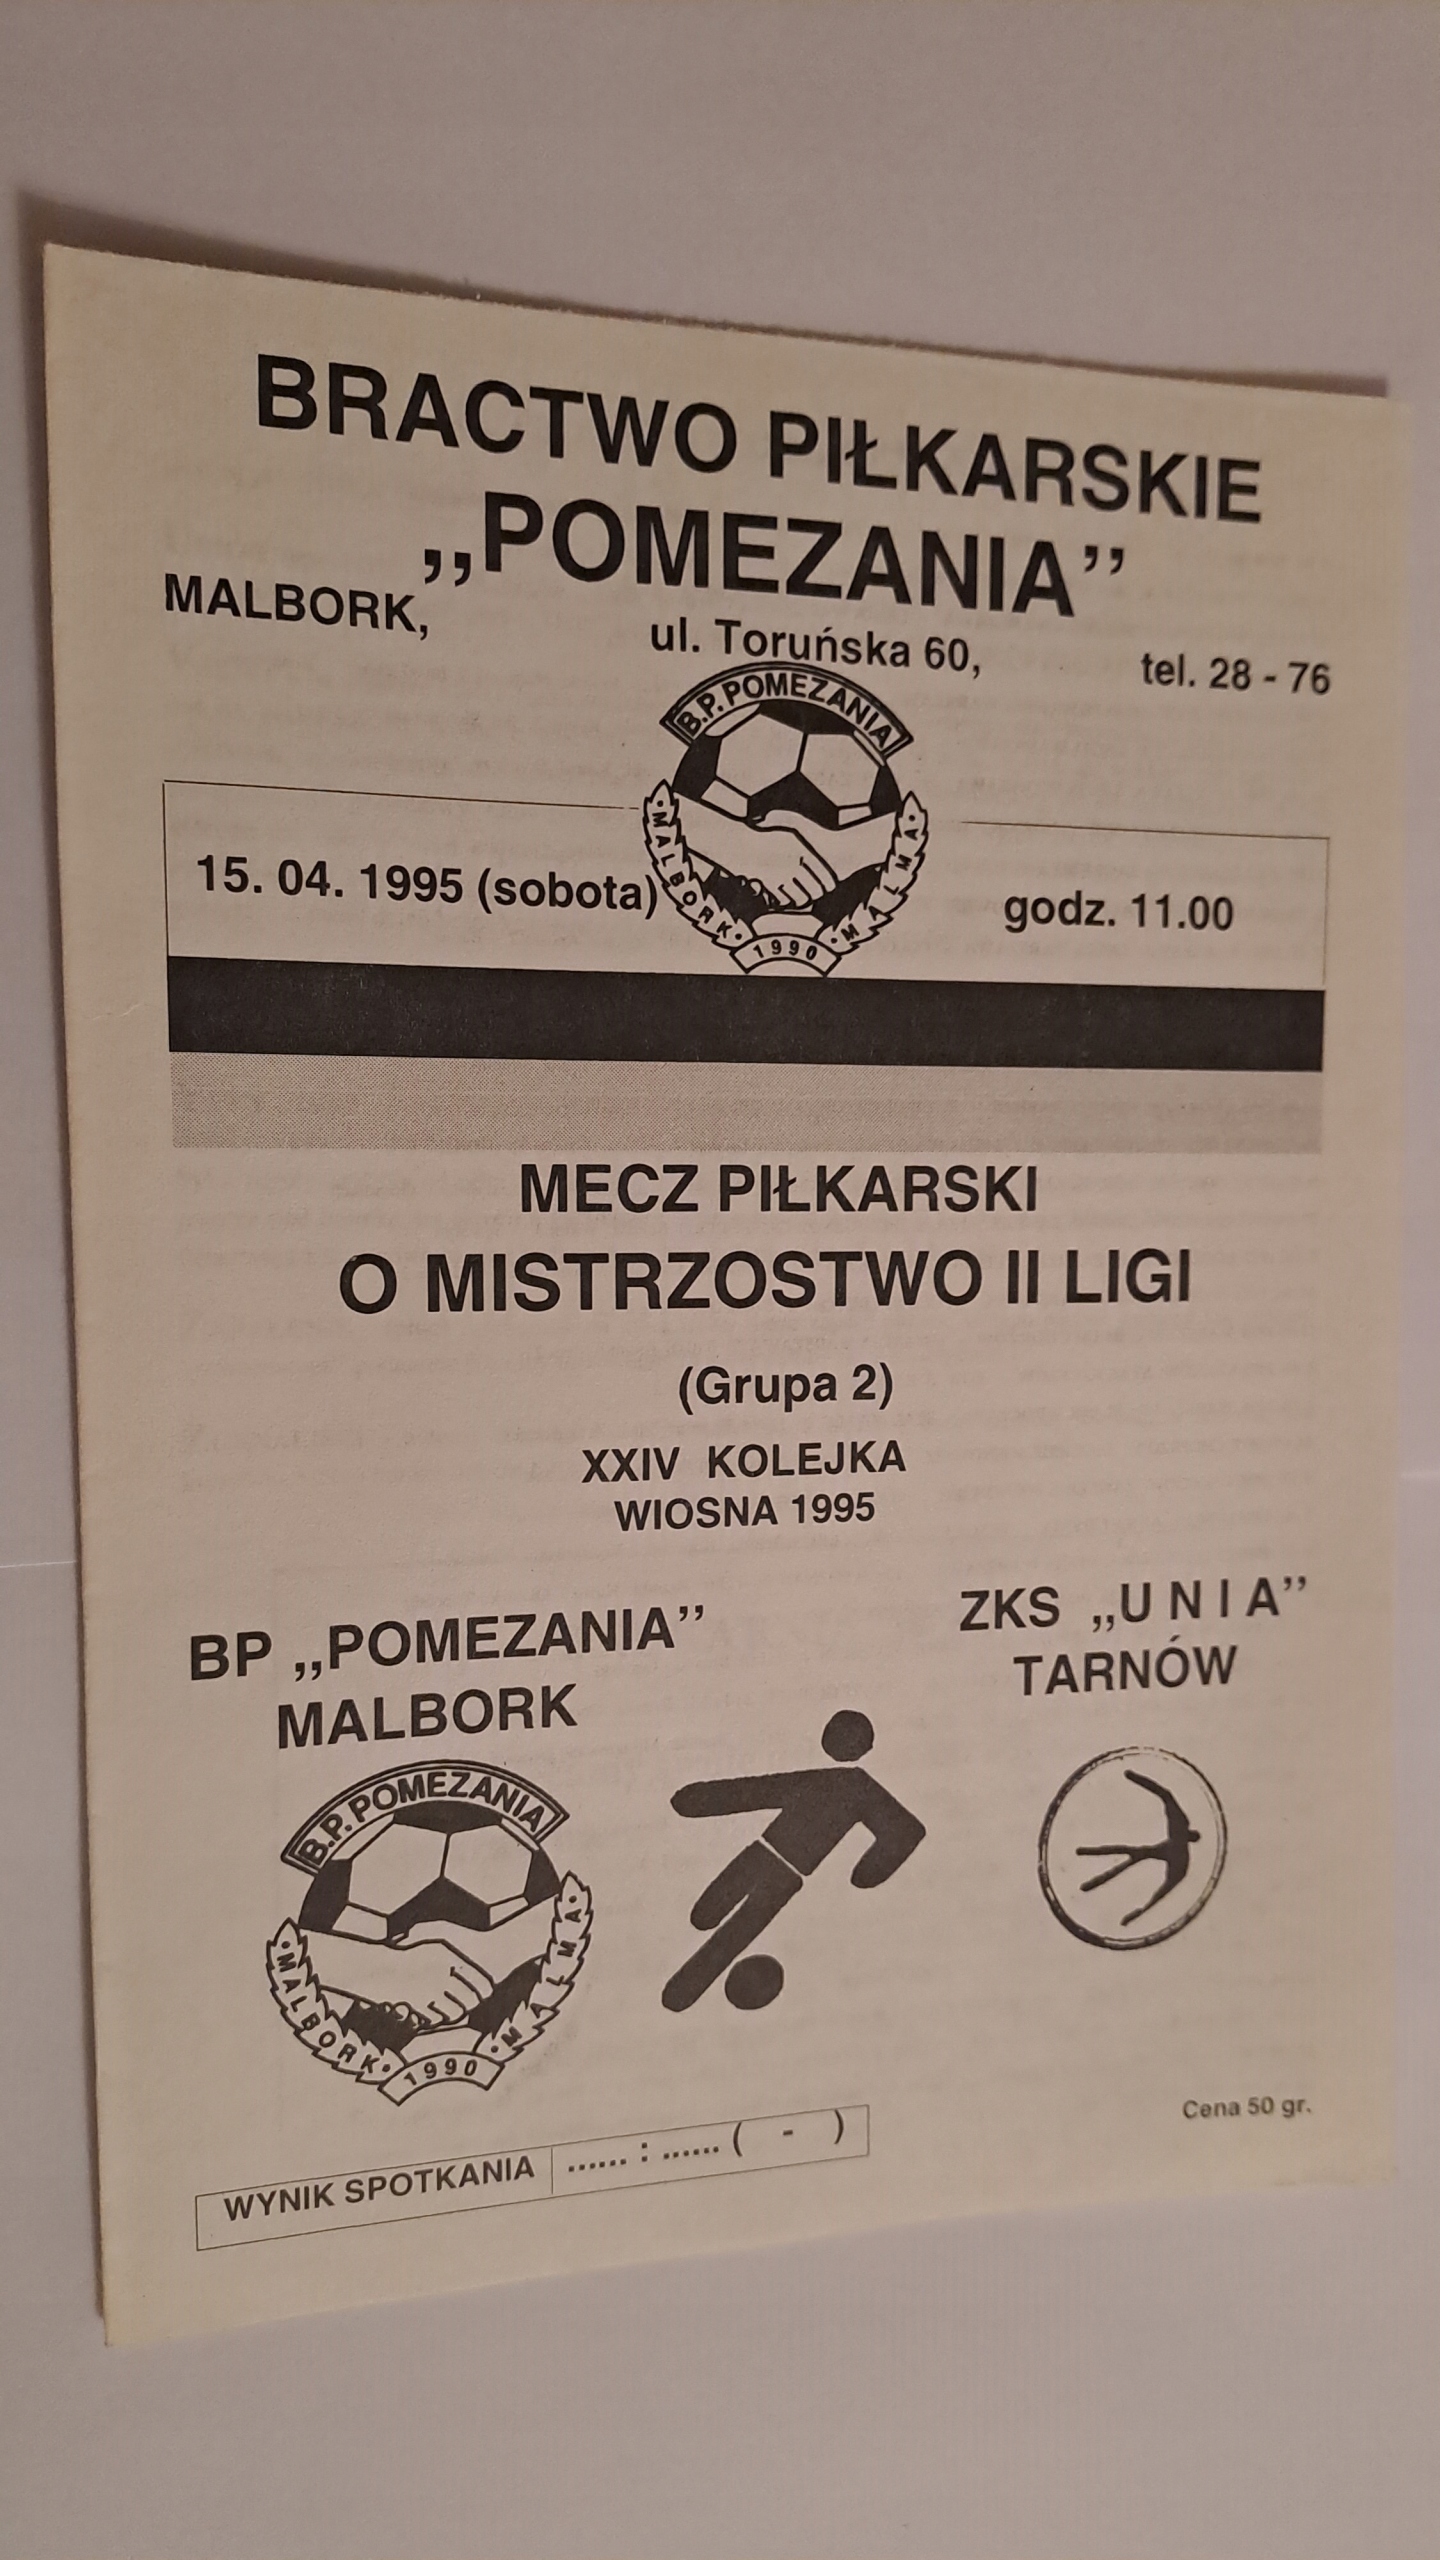 BRACTWO PIŁKARSKIE
,,POMEZANIA’’
MALBORK, ul. Toruńska 60, tel. 28 - 76
B.P. POMEZANIA
•MALBORK• 1990 •MALMA•
15. 04. 1995 (sobota) godz. 11.00
MECZ PIŁKARSKI
O MISTRZOSTWO II LIGI
(Grupa 2)
XXIV KOLEJKA
WIOSNA 1995
BP ,,POMEZANIA’’
MALBORK
ZKS ,,U N I A’’
TARNÓW
B.P. POMEZANIA
•MALBORK• 1990 •MALMA•
Cena 50 gr.
WYNIK SPOTKANIA ...... : ...... ( - )